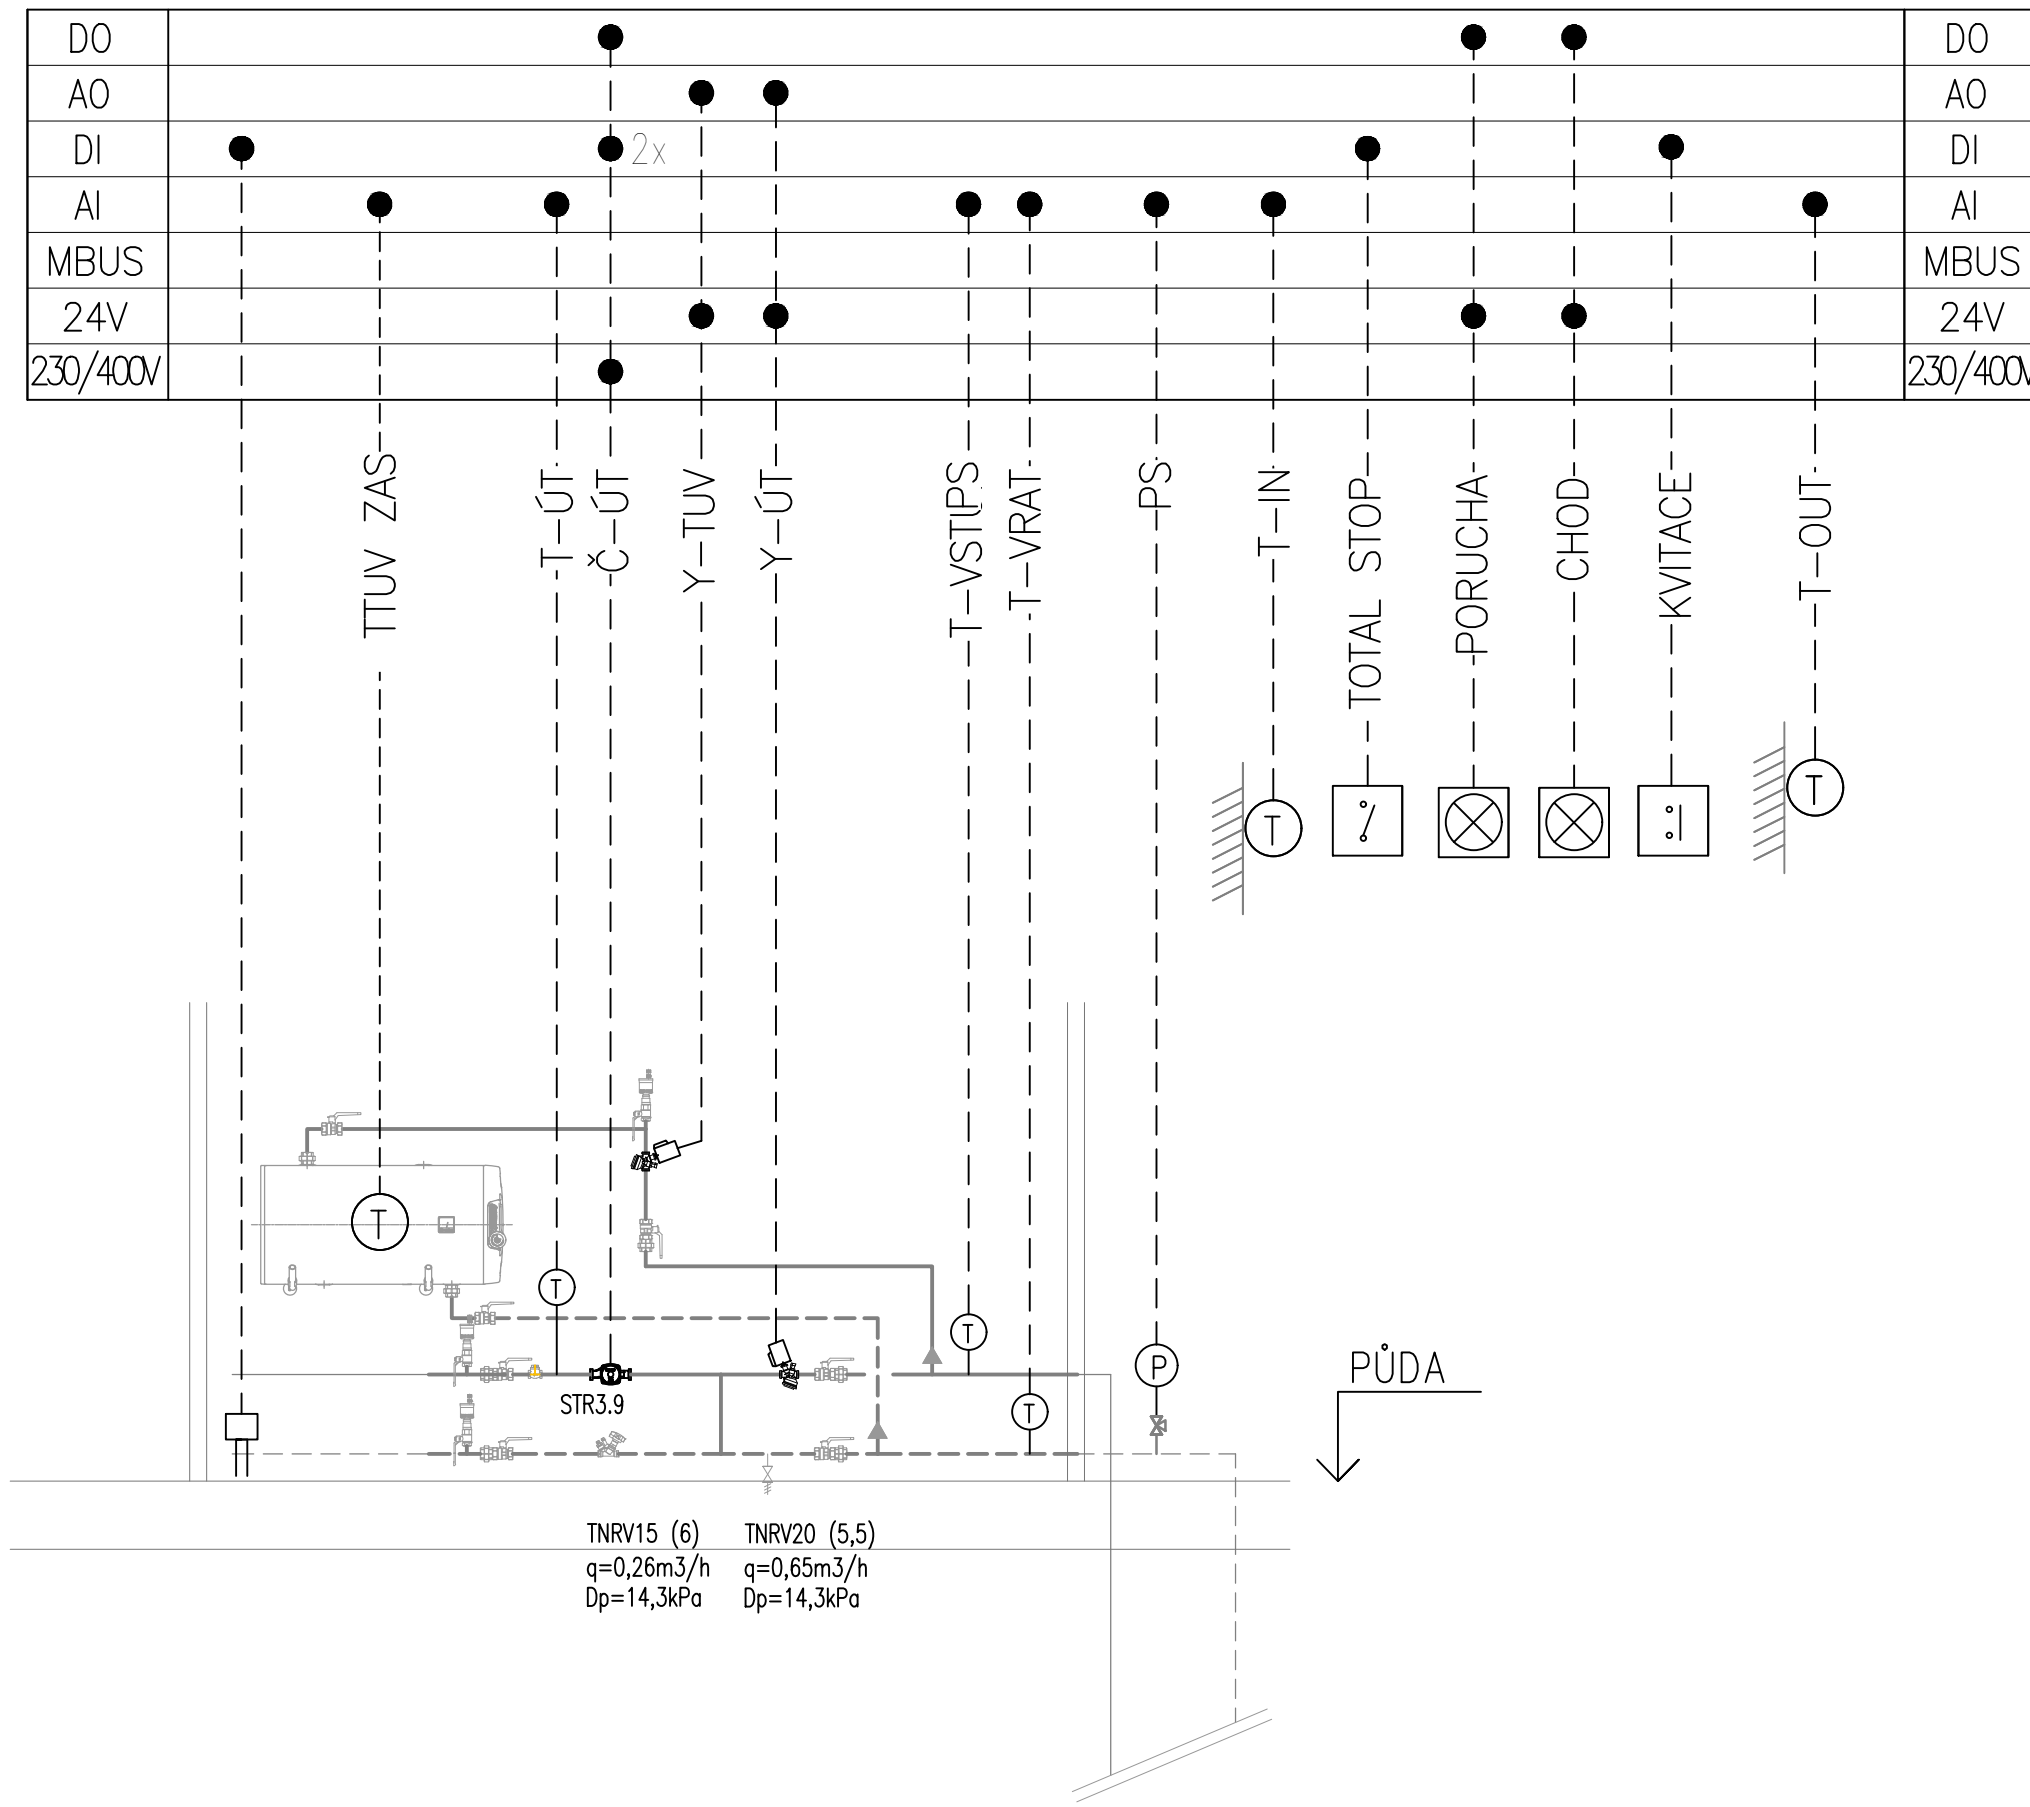 DO DO
AO AO
DI 2x DI
AI AI
MBUS MBUS
24V 24V
230/400V 230/400V
TTUV ZAS
T-ÚT
Č-ÚT
Y-TUV
Y-ÚT
T-VSTUPS
T-VRAT
PS
T-IN
TOTAL STOP
PORUCHA
CHOD
KVITACE
T-OUT
T
T
T
T
T
P
T
STR3.9
PŮDA
TNRV15 (6)
q=0,26m3/h
Dp=14,3kPa
TNRV20 (5,5)
q=0,65m3/h
Dp=14,3kPa